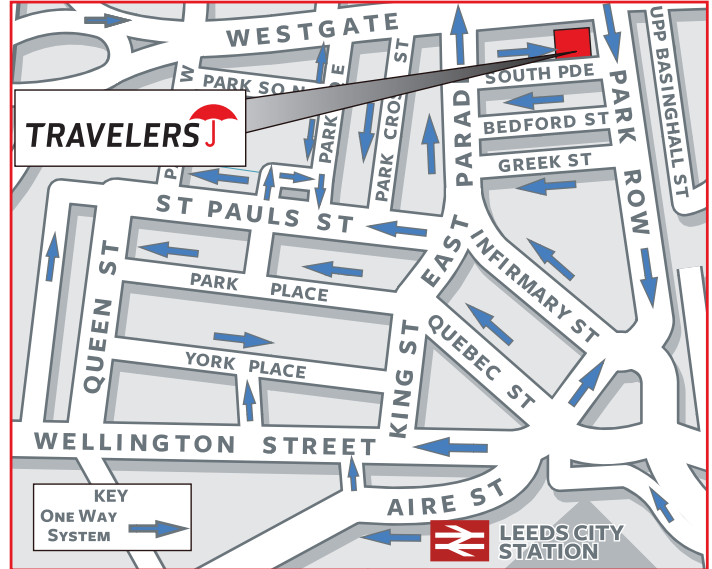 WESTGATE
UPP BASINGHALL ST
PARK ROW
SOUTH PDE
PARK CROS ST
PARAD
W
PARK SQ N
E
PARK
TRAVELERS
BEDFORD ST
GREEK ST
P
ST PAULS ST
EAST
INFIRMARY ST
QUEEN ST
PARK PLACE
KING ST
QUEBEC ST
YORK PLACE
WELLINGTON STREET
AIRE ST
KEY
ONE WAY
SYSTEM
LEEDS CITY
STATION